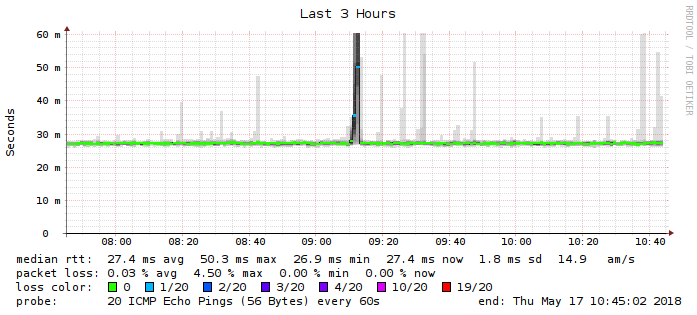 Last 3 Hours
RRDTOOL / TOBI OETIKER
Seconds
60 m
50 m
40 m
30 m
20 m
10 m
0
08:00 08:20 08:40 09:00 09:20 09:40 10:00 10:20 10:40
median rtt: 27.4 ms avg 50.3 ms max 26.9 ms min 27.4 ms now 1.8 ms sd 14.9 am/s
packet loss: 0.03 % avg 4.50 % max 0.00 % min 0.00 % now
loss color: 0 1/20 2/20 3/20 4/20 10/20 19/20
probe: 20 ICMP Echo Pings (56 Bytes) every 60s end: Thu May 17 10:45:02 2018